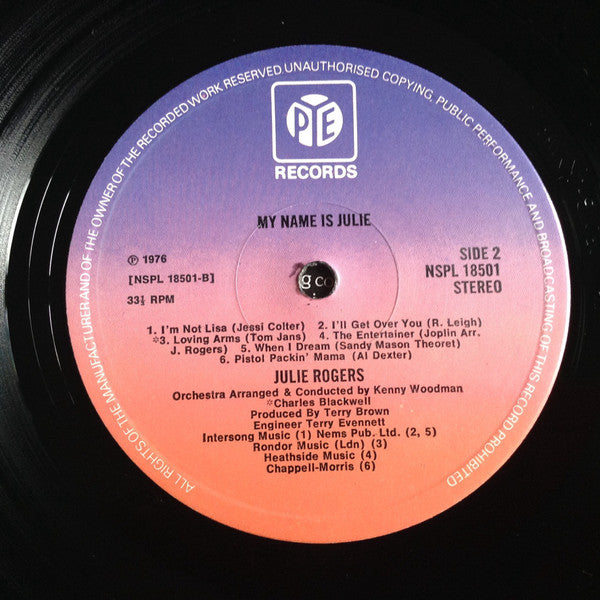 ALL RIGHTS OF THE MANUFACTURER AND OF THE OWNER OF THE RECORDED WORK RESERVED UNAUTHORISED COPYING, PUBLIC PERFORMANCE AND BROADCASTING OF THIS RECORD PROHIBITED
PYE
RECORDS
MY NAME IS JULIE
℗ 1976
[NSPL 18501-B]
33⅓ RPM
SIDE 2
NSPL 18501
STEREO
1. I'm Not Lisa (Jessi Colter) 2. I'll Get Over You (R. Leigh)
*3. Loving Arms (Tom Jans) 4. The Entertainer (Joplin Arr.
J. Rogers) 5. When I Dream (Sandy Mason Theoret)
6. Pistol Packin' Mama (Al Dexter)
JULIE ROGERS
Orchestra Arranged & Conducted by Kenny Woodman
*Charles Blackwell
Produced By Terry Brown
Engineer Terry Evennett
Intersong Music (1) Nems Pub. Ltd. (2, 5)
Rondor Music (Ldn) (3)
Heathside Music (4)
Chappell-Morris (6)